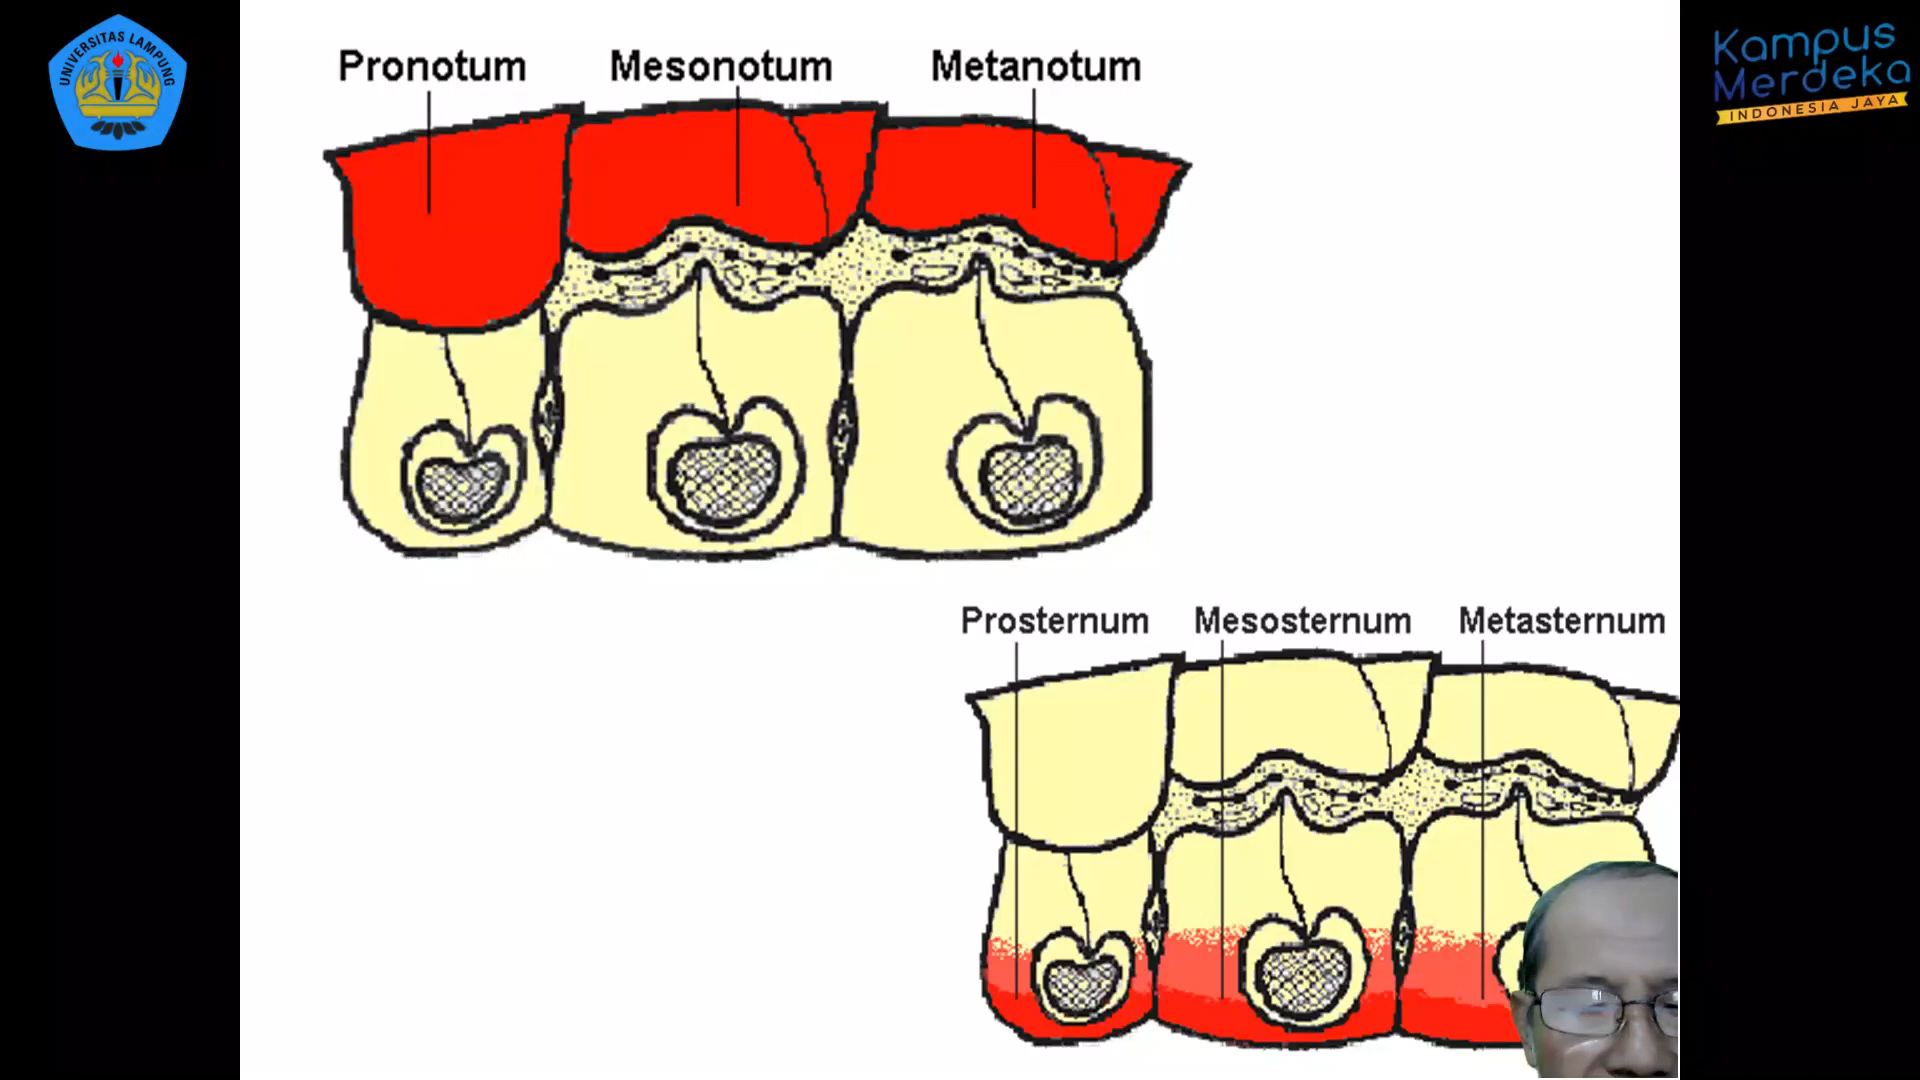 UNIVERSITAS LAMPUNG
Kampus
Merdeka
INDONESIA JAYA
Pronotum Mesonotum Metanotum
Prosternum Mesosternum Metasternum